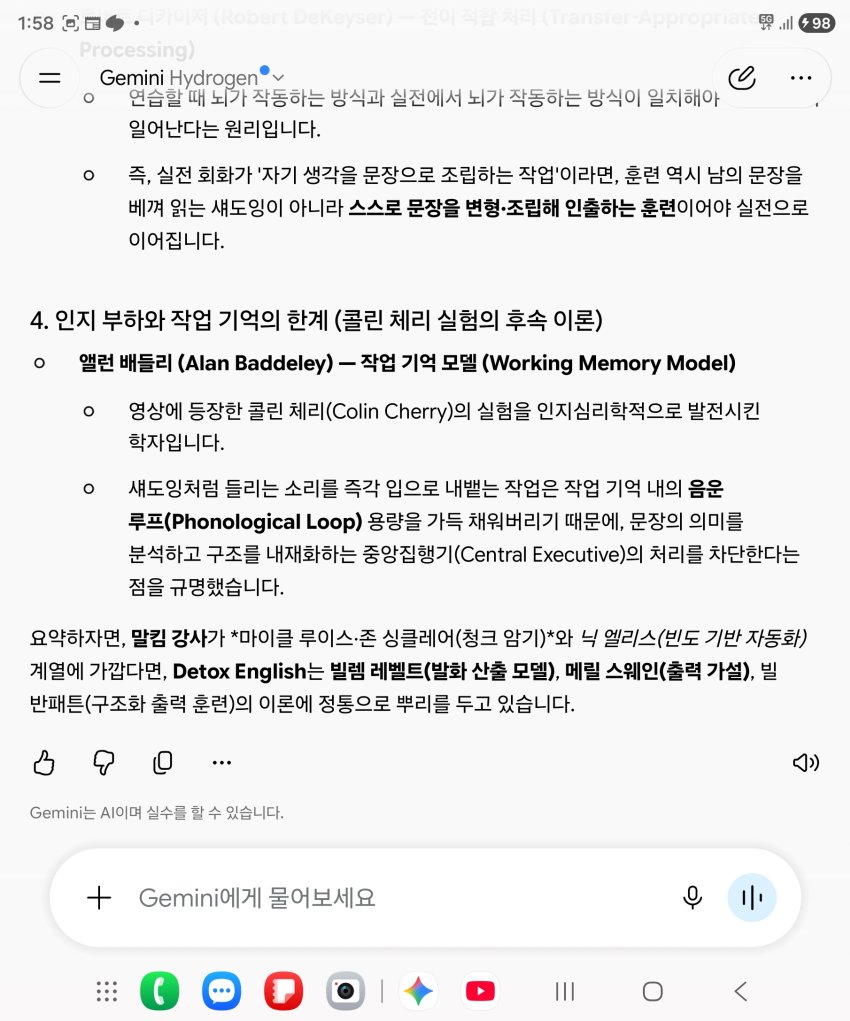 1:58
98
디카이저 (Robert DeKeyser) — 전이 적합 처리 (Transfer-Appropriate
Processing)
Gemini Hydrogen
연습할 때 뇌가 작동하는 방식과 실전에서 뇌가 작동하는 방식이 일치해야
일어난다는 원리입니다.
즉, 실전 회화가 '자기 생각을 문장으로 조립하는 작업'이라면, 훈련 역시 남의 문장을
베껴 읽는 섀도잉이 아니라 스스로 문장을 변형·조립해 인출하는 훈련이어야 실전으로
이어집니다.
4. 인지 부하와 작업 기억의 한계 (콜린 체리 실험의 후속 이론)
앨런 배들리 (Alan Baddeley) — 작업 기억 모델 (Working Memory Model)
영상에 등장한 콜린 체리(Colin Cherry)의 실험을 인지심리학적으로 발전시킨
학자입니다.
섀도잉처럼 들리는 소리를 즉각 입으로 내뱉는 작업은 작업 기억 내의 음운
루프(Phonological Loop) 용량을 가득 채워버리기 때문에, 문장의 의미를
분석하고 구조를 내재화하는 중앙집행기(Central Executive)의 처리를 차단한다는
점을 규명했습니다.
요약하자면, 말킴 강사가 *마이클 루이스·존 싱클레어(청크 암기)*와 닉 엘리스(빈도 기반 자동화)
계열에 가깝다면, Detox English는 빌렘 레벨트(발화 산출 모델), 메릴 스웨인(출력 가설), 빌
반패튼(구조화 출력 훈련)의 이론에 정통으로 뿌리를 두고 있습니다.
Gemini는 AI이며 실수를 할 수 있습니다.
Gemini에게 물어보세요